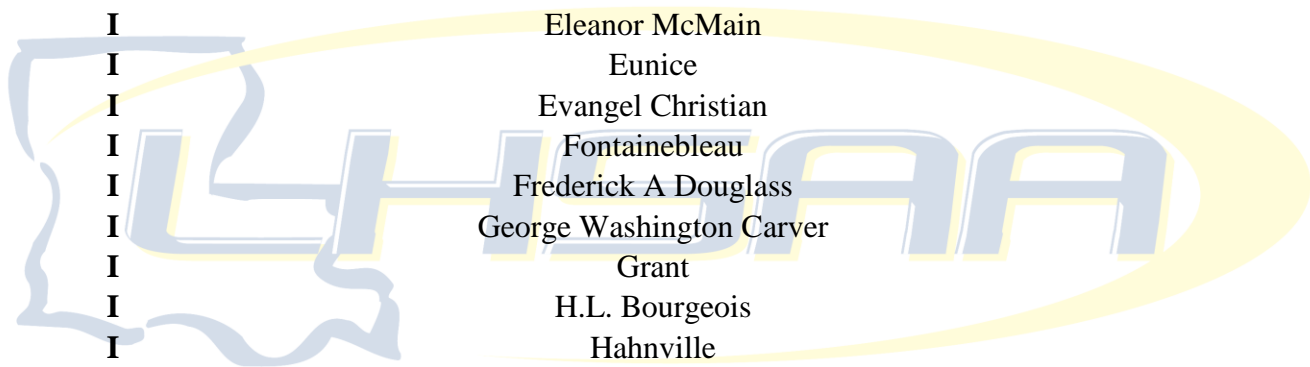 I Eleanor McMain
I Eunice
I Evangel Christian
I Fontainebleau
I Frederick A Douglass
I George Washington Carver
I Grant
I H.L. Bourgeois
I Hahnville
LHSAA